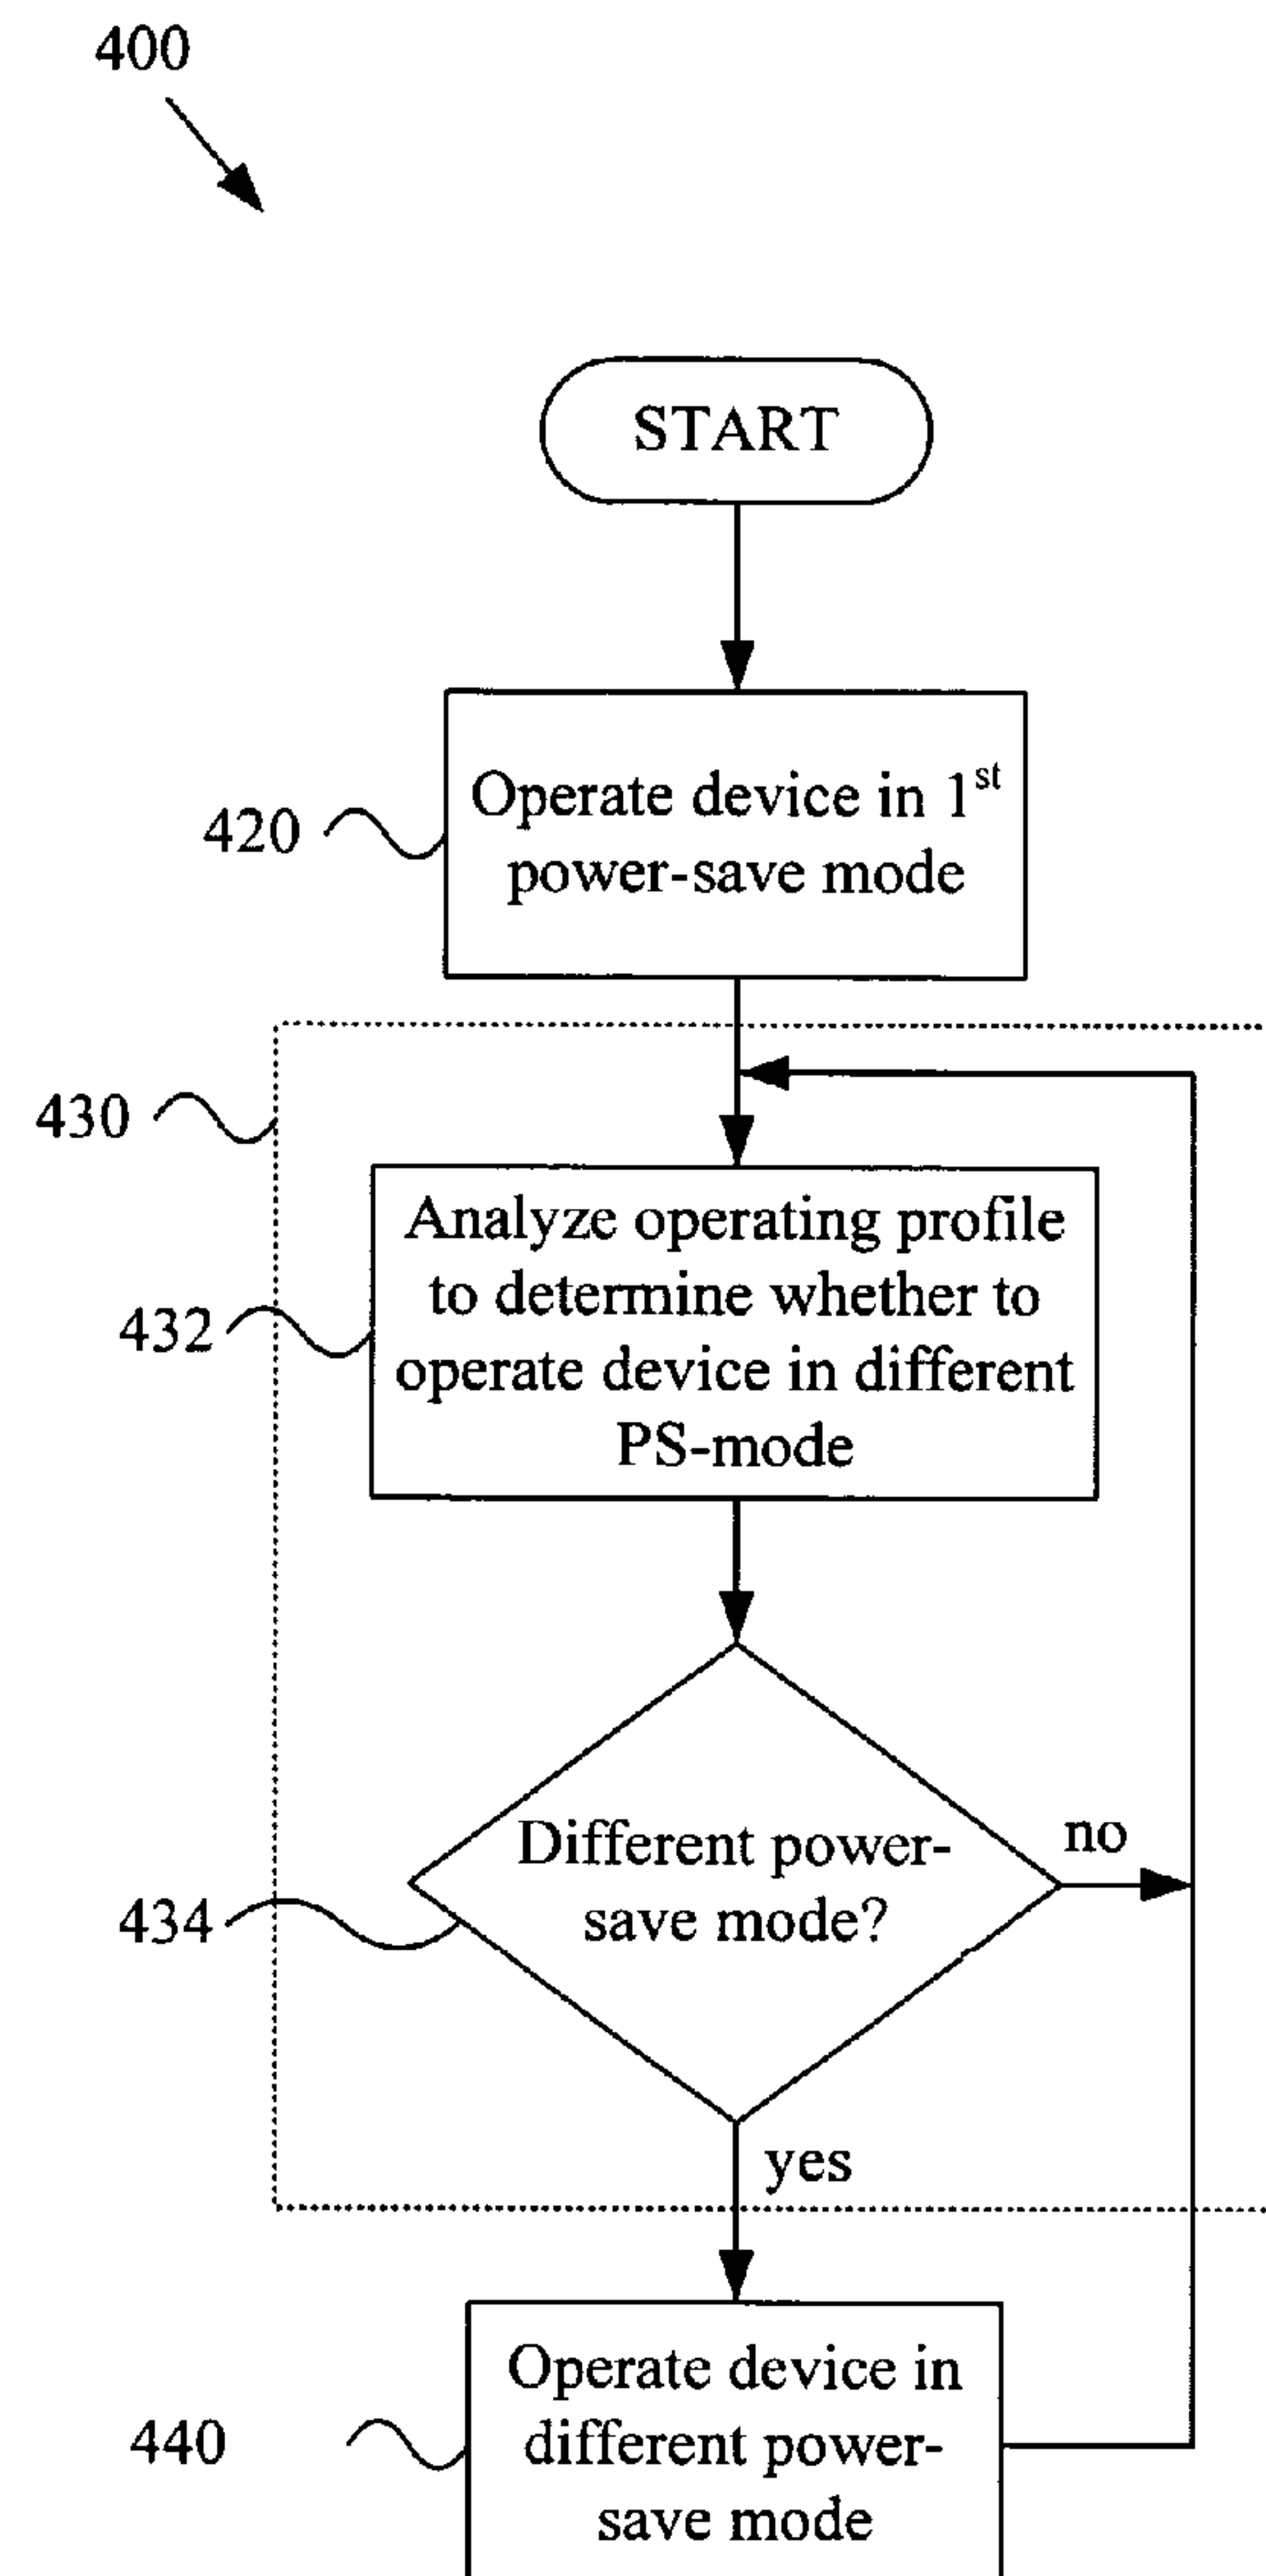 400
START
420
Operate device in 1st
power-save mode
430
432
Analyze operating profile
to determine whether to
operate device in different
PS-mode
434
Different power-
save mode?
no
yes
440
Operate device in
different power-
save mode